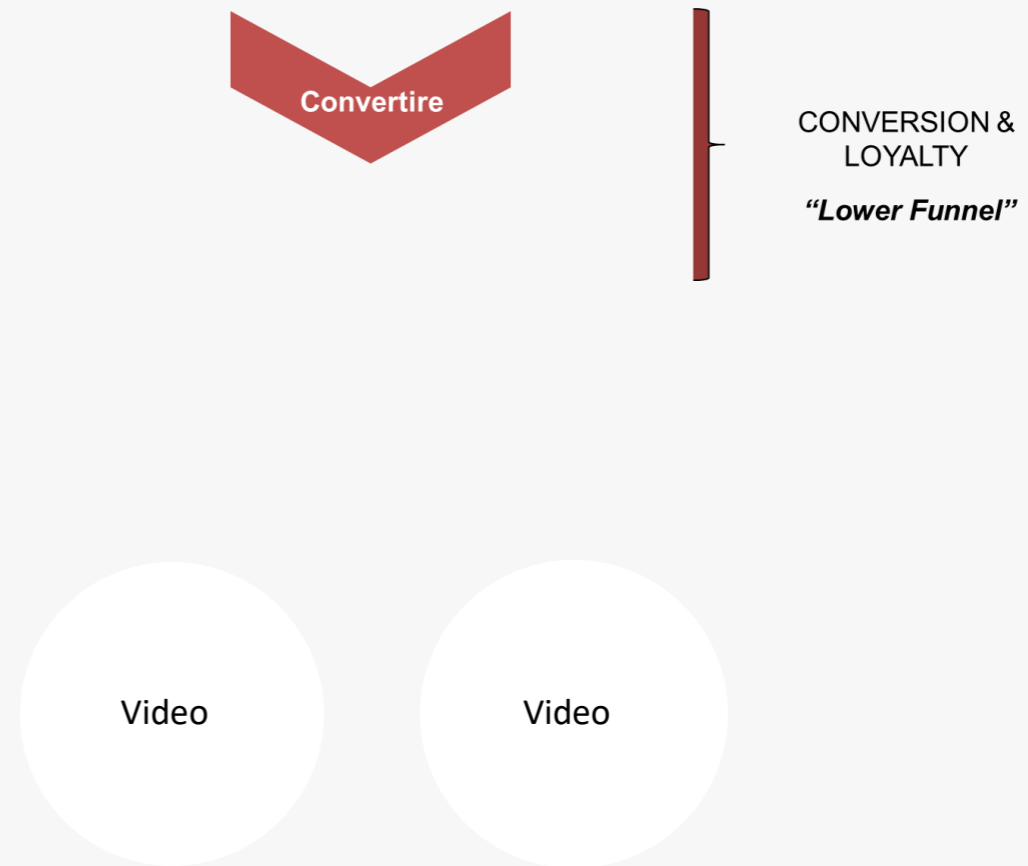 Convertire
CONVERSION &
LOYALTY
“Lower Funnel”
Video
Video